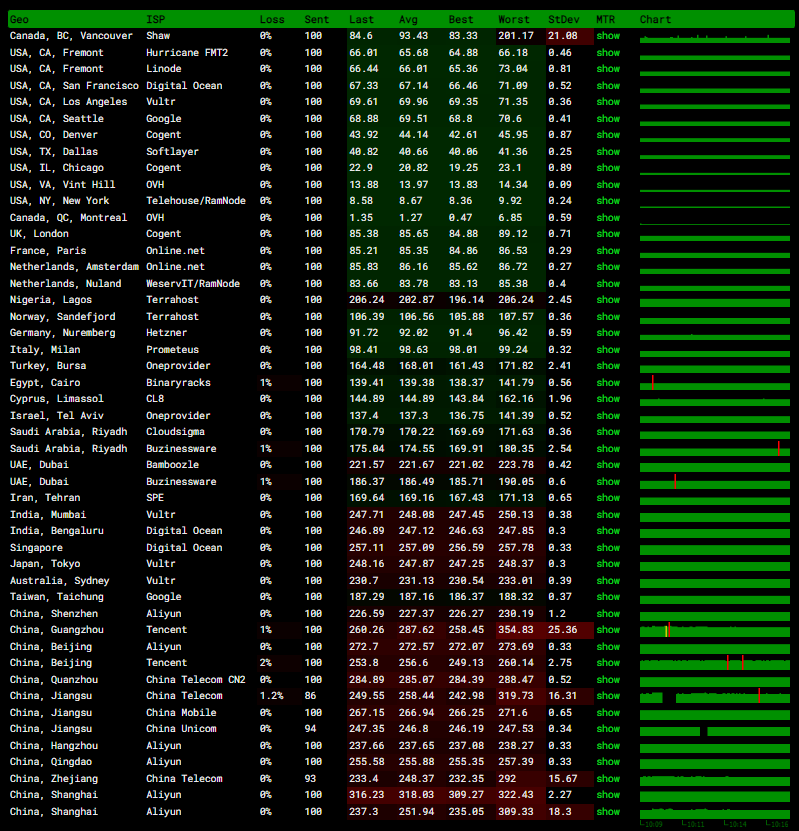 Geo ISP Loss Sent Last Avg Best Worst StDev MTR Chart
Canada, BC, Vancouver Shaw 0% 100 84.6 93.43 83.33 201.17 21.08 show
USA, CA, Fremont Hurricane FMT2 0% 100 66.01 65.68 64.88 66.18 0.46 show
USA, CA, Fremont Linode 0% 100 66.44 66.01 65.36 73.04 0.81 show
USA, CA, San Francisco Digital Ocean 0% 100 67.33 67.14 66.46 71.09 0.52 show
USA, CA, Los Angeles Vultr 0% 100 69.61 69.96 69.35 71.35 0.36 show
USA, CA, Seattle Google 0% 100 68.88 69.51 68.8 70.6 0.41 show
USA, CO, Denver Cogent 0% 100 43.92 44.14 42.61 45.95 0.87 show
USA, TX, Dallas Softlayer 0% 100 40.82 40.66 40.06 41.36 0.25 show
USA, IL, Chicago Cogent 0% 100 22.9 20.82 19.25 23.1 0.89 show
USA, VA, Vint Hill OVH 0% 100 13.88 13.97 13.83 14.34 0.09 show
USA, NY, New York Telehouse/RamNode 0% 100 8.58 8.67 8.36 9.92 0.24 show
Canada, QC, Montreal OVH 0% 100 1.35 1.27 0.47 6.85 0.59 show
UK, London Cogent 0% 100 85.38 85.65 84.88 89.12 0.71 show
France, Paris Online.net 0% 100 85.21 85.35 84.86 86.53 0.29 show
Netherlands, Amsterdam Online.net 0% 100 85.83 86.16 85.62 86.72 0.27 show
Netherlands, Nuland WeservIT/RamNode 0% 100 83.66 83.78 83.13 85.38 0.4 show
Nigeria, Lagos Terrahost 0% 100 206.24 202.87 196.14 206.24 2.45 show
Norway, Sandefjord Terrahost 0% 100 106.39 106.56 105.88 107.57 0.36 show
Germany, Nuremberg Hetzner 0% 100 91.72 92.02 91.4 96.42 0.59 show
Italy, Milan Prometeus 0% 100 98.41 98.63 98.01 99.24 0.32 show
Turkey, Bursa Oneprovider 0% 100 164.48 168.01 161.43 171.82 2.41 show
Egypt, Cairo Binaryracks 1% 100 139.41 139.38 138.37 141.79 0.56 show
Cyprus, Limassol CL8 0% 100 144.89 144.89 143.84 162.16 1.96 show
Israel, Tel Aviv Oneprovider 0% 100 137.4 137.3 136.75 141.39 0.52 show
Saudi Arabia, Riyadh Cloudsigma 0% 100 170.79 170.22 169.69 171.63 0.36 show
Saudi Arabia, Riyadh Buzinessware 1% 100 175.04 174.55 169.91 180.35 2.54 show
UAE, Dubai Bamboozle 0% 100 221.57 221.67 221.02 223.78 0.42 show
UAE, Dubai Buzinessware 1% 100 186.37 186.49 185.71 190.05 0.6 show
Iran, Tehran SPE 0% 100 169.64 169.16 167.43 171.13 0.65 show
India, Mumbai Vultr 0% 100 247.71 248.08 247.45 250.13 0.38 show
India, Bengaluru Digital Ocean 0% 100 246.89 247.12 246.63 247.85 0.3 show
Singapore Digital Ocean 0% 100 257.11 257.09 256.59 257.78 0.33 show
Japan, Tokyo Vultr 0% 100 248.16 247.87 247.25 248.37 0.3 show
Australia, Sydney Vultr 0% 100 230.7 231.13 230.54 233.01 0.39 show
Taiwan, Taichung Google 0% 100 187.29 187.16 186.37 188.32 0.37 show
China, Shenzhen Aliyun 0% 100 226.59 227.37 226.27 230.19 1.2 show
China, Guangzhou Tencent 1% 100 260.26 287.62 258.45 354.83 25.36 show
China, Beijing Aliyun 0% 100 272.7 272.57 272.07 273.69 0.33 show
China, Beijing Tencent 2% 100 253.8 256.6 249.13 260.14 2.75 show
China, Quanzhou China Telecom CN2 0% 100 284.89 285.07 284.39 288.47 0.52 show
China, Jiangsu China Telecom 1.2% 86 249.55 258.44 242.98 319.73 16.31 show
China, Jiangsu China Mobile 0% 100 267.15 266.94 266.25 271.6 0.65 show
China, Jiangsu China Unicom 0% 94 247.35 246.8 246.19 247.53 0.34 show
China, Hangzhou Aliyun 0% 100 237.66 237.65 237.08 238.27 0.33 show
China, Qingdao Aliyun 0% 100 255.58 255.88 255.35 257.39 0.33 show
China, Zhejiang China Telecom 0% 93 233.4 248.37 232.35 292 15.67 show
China, Shanghai Aliyun 0% 100 316.23 318.03 309.27 322.43 2.27 show
China, Shanghai Aliyun 0% 100 237.3 251.94 235.05 309.33 18.3 show
10:09 10:11 10:14 10:16